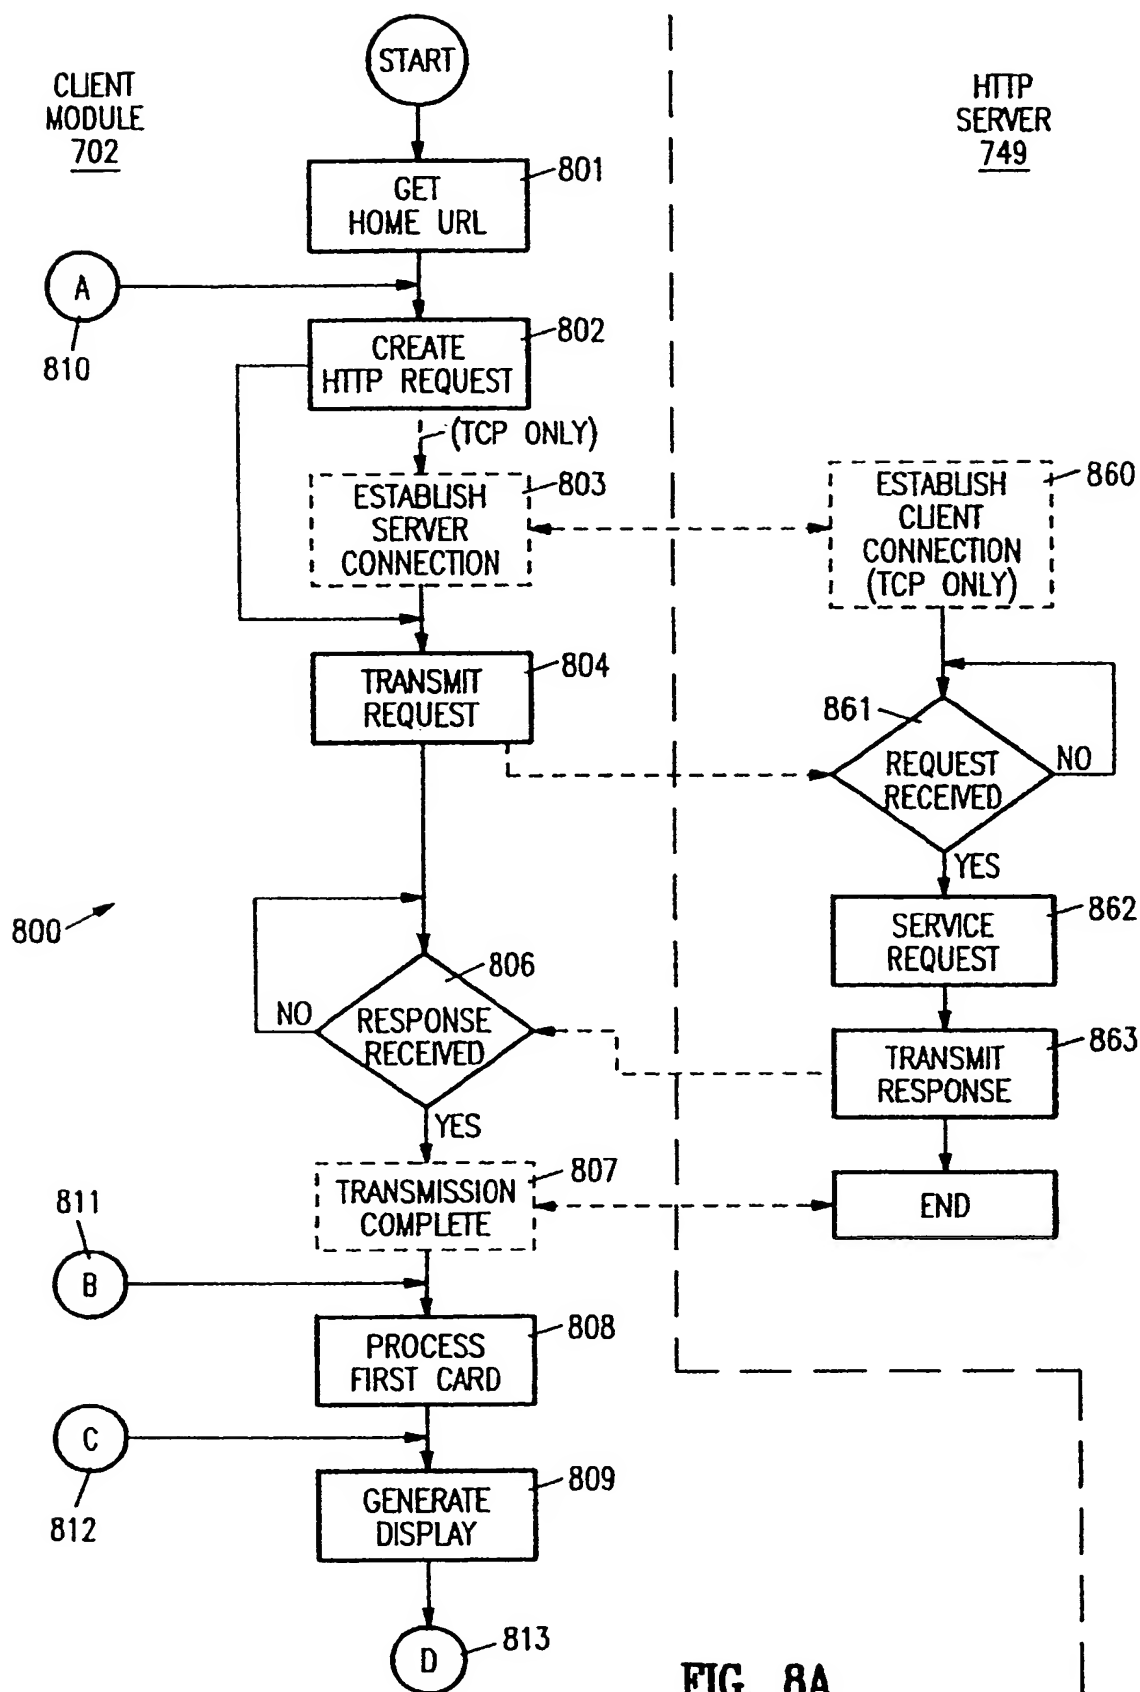 START
CLIENT
MODULE
702
HTTP
SERVER
749
801
GET
HOME URL
A
810
802
CREATE
HTTP REQUEST
(TCP ONLY)
803
ESTABLISH
SERVER
CONNECTION
860
ESTABLISH
CLIENT
CONNECTION
(TCP ONLY)
804
TRANSMIT
REQUEST
861
REQUEST
RECEIVED
NO
YES
862
SERVICE
REQUEST
800
806
RESPONSE
RECEIVED
NO
YES
863
TRANSMIT
RESPONSE
807
TRANSMISSION
COMPLETE
END
811
B
808
PROCESS
FIRST CARD
C
812
809
GENERATE
DISPLAY
D
813
FIG. 8A